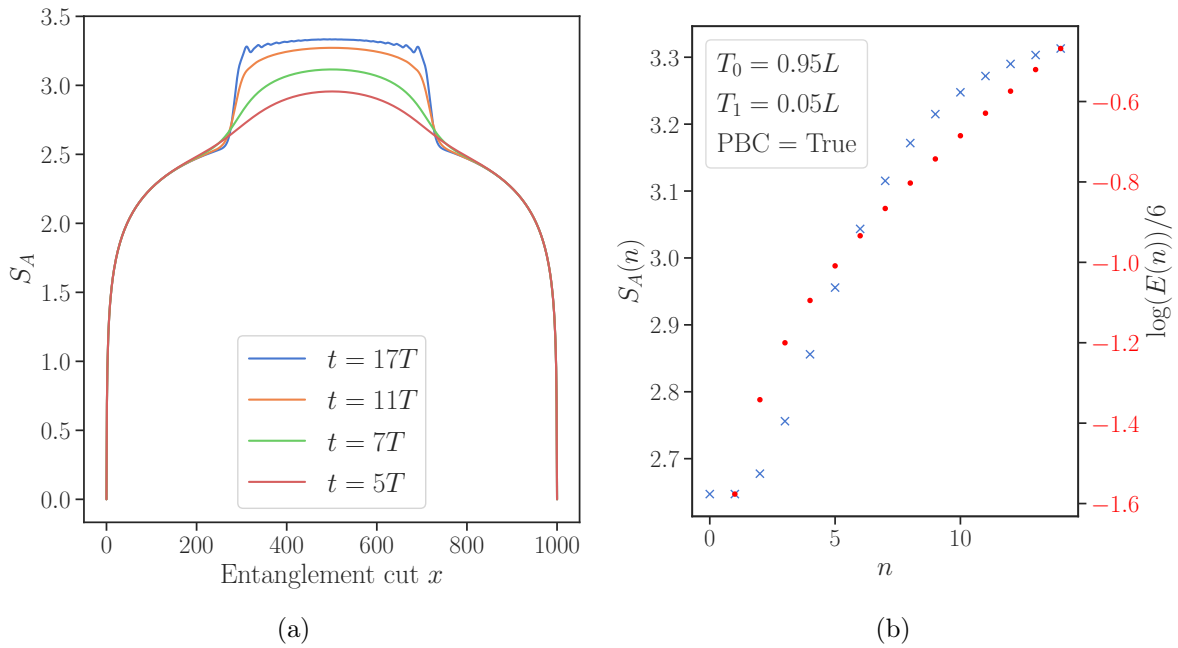 3.5
3.0
2.5
2.0
1.5
1.0
0.5
0.0
S_A
0 200 400 600 800 1000
Entanglement cut x
t = 17T
t = 11T
t = 7T
t = 5T
(a)
3.3
3.2
3.1
3.0
2.9
2.8
2.7
S_A(n)
T_0 = 0.95L
T_1 = 0.05L
PBC = True
0 5 10
n
−0.6
−0.8
−1.0
−1.2
−1.4
−1.6
log(E(n))/6
(b)